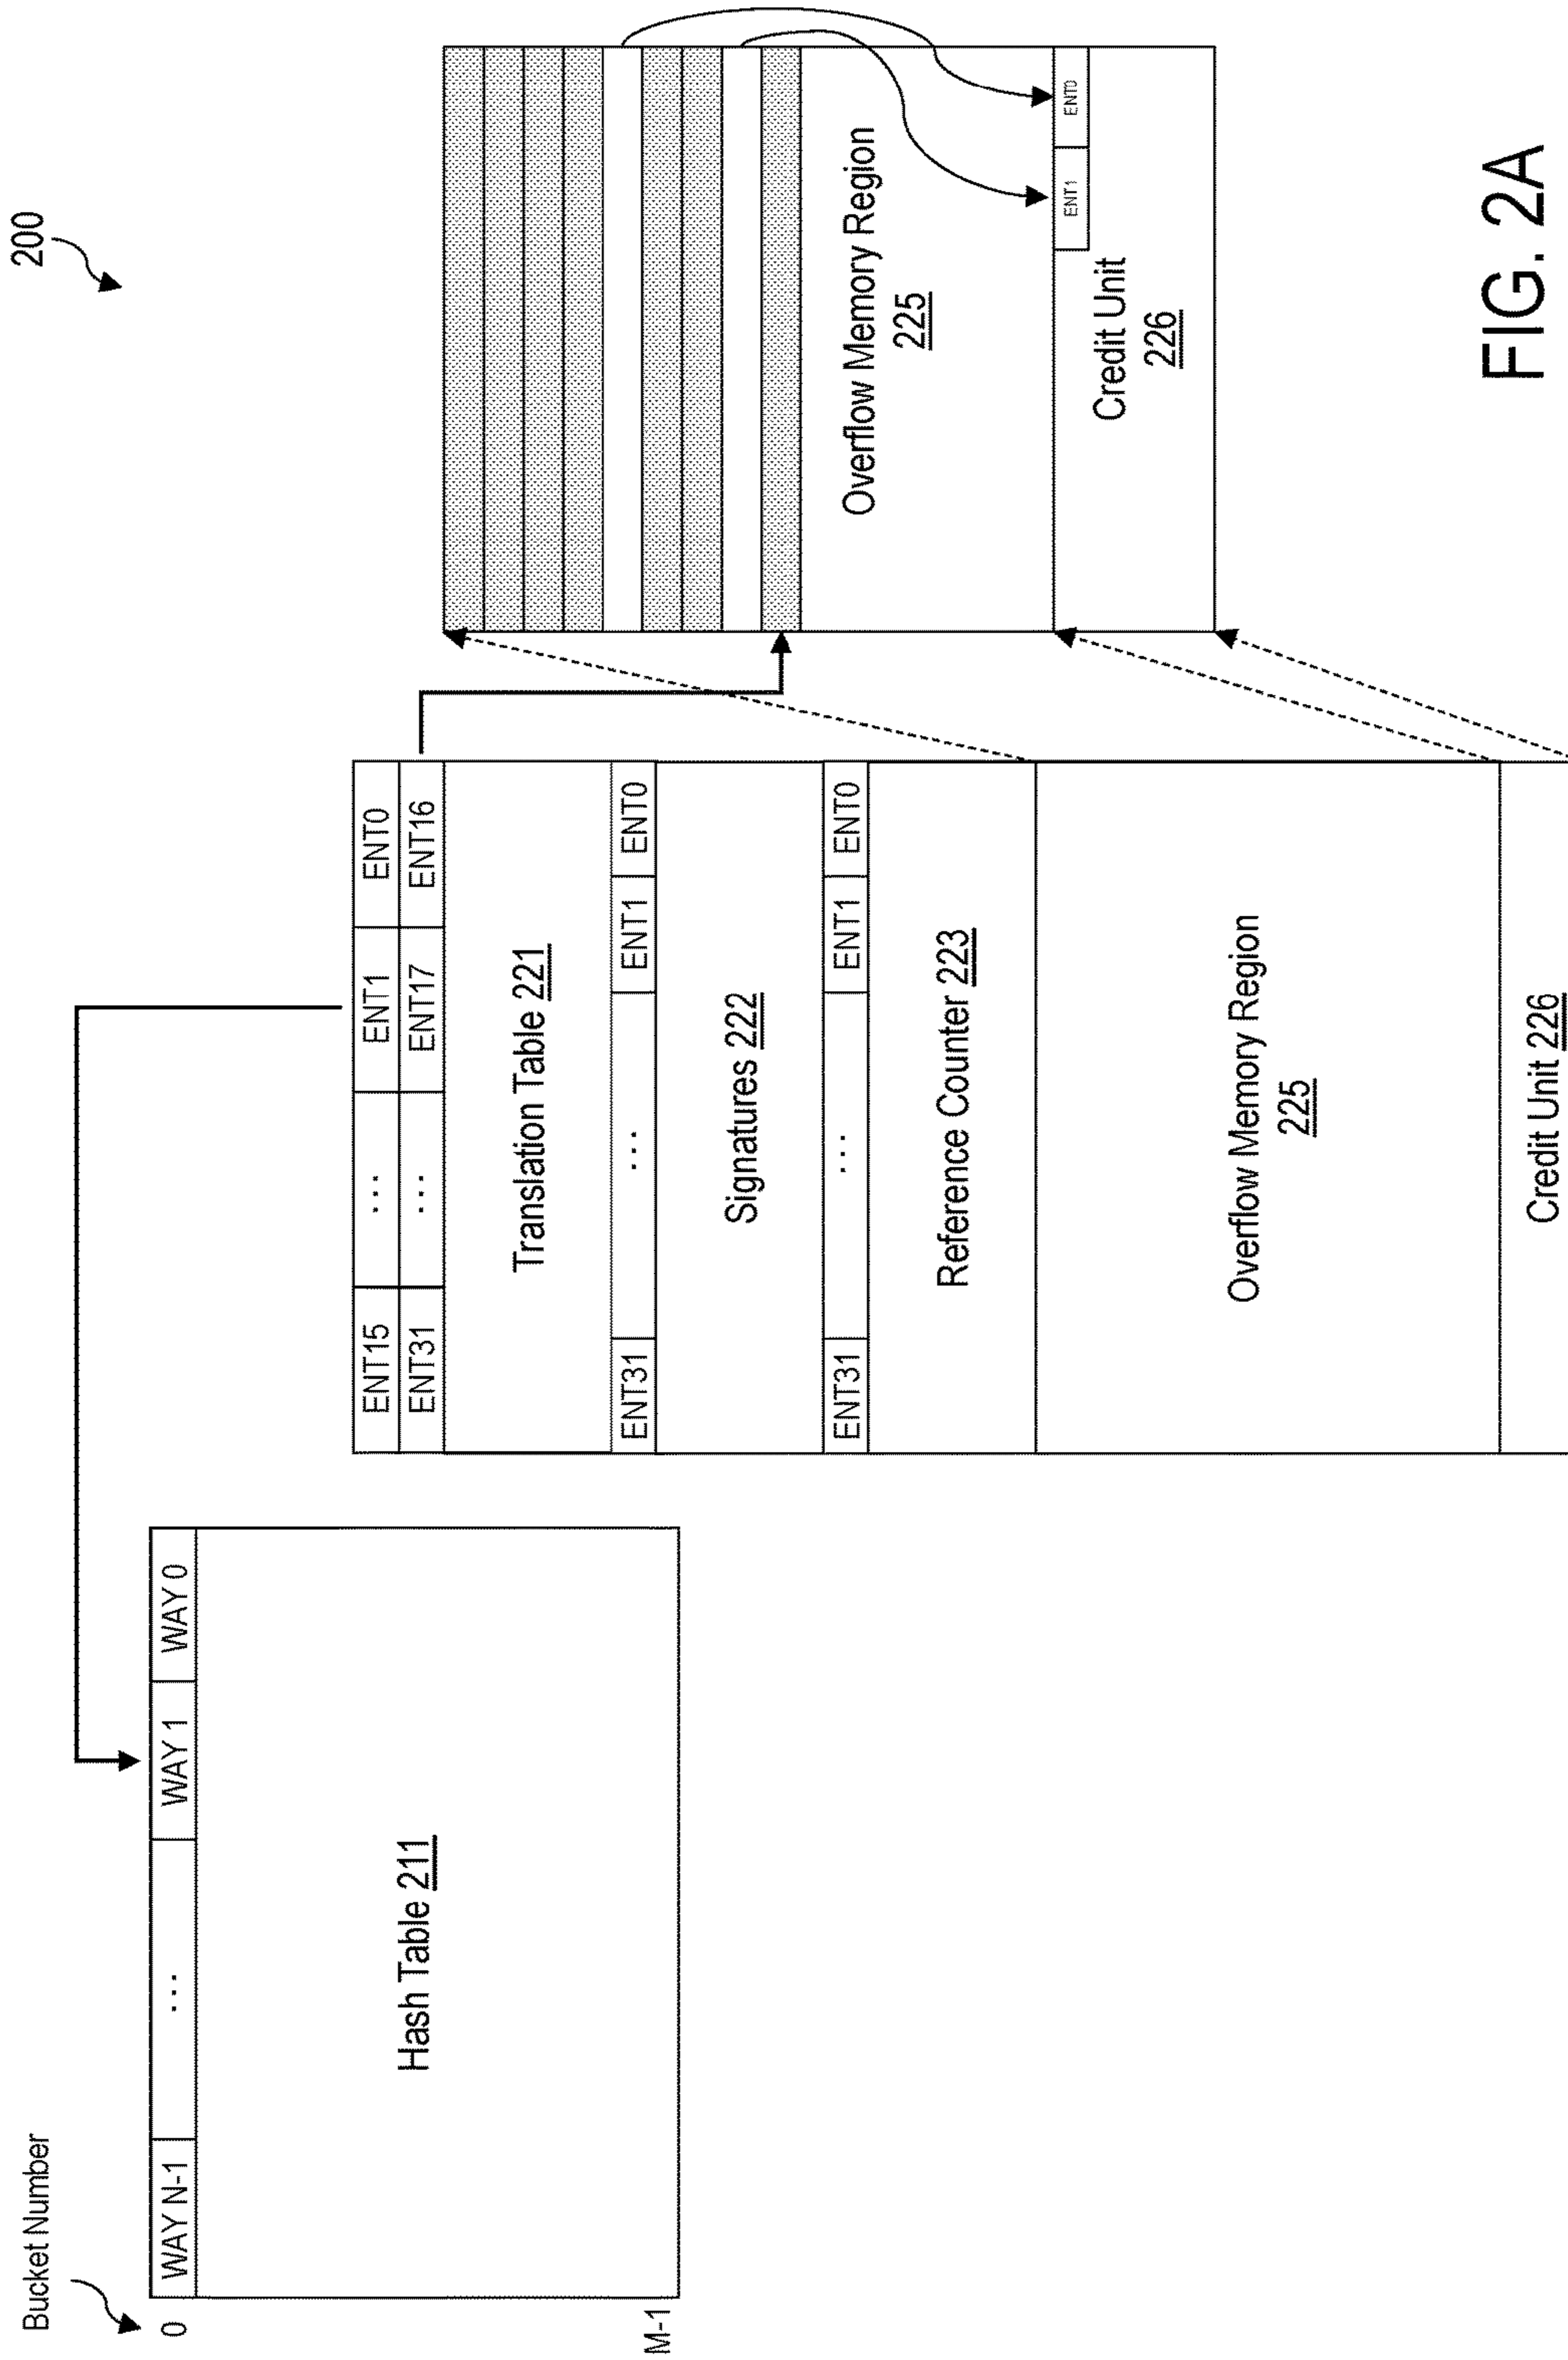 200
Bucket Number
0
WAY N-1 ... WAY 1 WAY 0
Hash Table 211
M-1
ENT15 ... ENT1 ENT0
ENT31 ... ENT17 ENT16
Translation Table 221
ENT31 ... ENT1 ENT0
Signatures 222
ENT31 ... ENT1 ENT0
Reference Counter 223
Overflow Memory Region
225
Credit Unit 226
Overflow Memory Region
225
ENT1 ENT0
Credit Unit
226
FIG. 2A